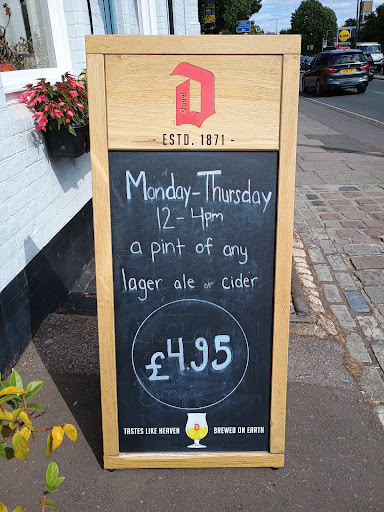 Duvel
D
- ESTD. 1871 -
Monday-Thursday
12-4pm
a pint of any
lager ale or cider
£4.95
TASTES LIKE HEAVEN BREWED ON EARTH